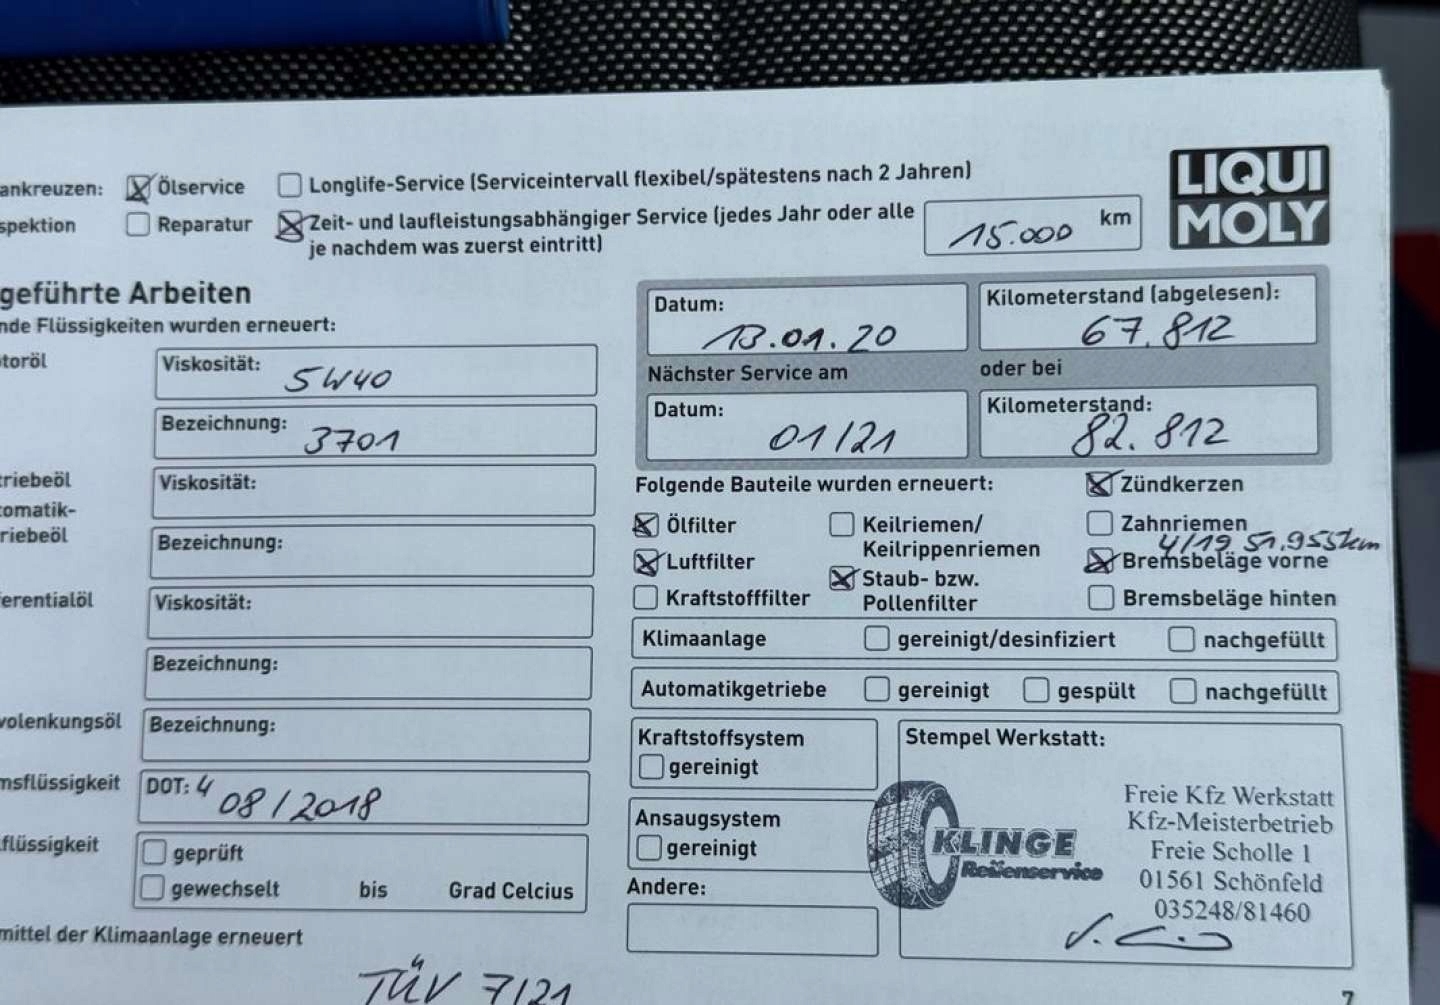 ankreuzen: Ölservice Longlife-Service (Serviceintervall flexibel/spätestens nach 2 Jahren)
spektion Reparatur Zeit- und laufleistungsabhängiger Service (jedes Jahr oder alle 15.000 km
je nachdem was zuerst eintritt)
LIQUI
MOLY
geführte Arbeiten
nde Flüssigkeiten wurden erneuert:
toröl Viskosität: 5W40
Bezeichnung: 3701
triebeöl Viskosität:
tomatik-
riebeöl Bezeichnung:
erentialöl Viskosität:
Bezeichnung:
volenkungsöl Bezeichnung:
msflüssigkeit DOT: 4 08/2018
flüssigkeit geprüft
gewechselt bis Grad Celcius
mittel der Klimaanlage erneuert
TÜV 7/21
Datum: 13.01.20 Kilometerstand (abgelesen): 67.812
Nächster Service am oder bei
Datum: 01/21 Kilometerstand: 82.812
Folgende Bauteile wurden erneuert: Zündkerzen
Ölfilter Keilriemen/ Zahnriemen
Keilrippenriemen 4/19 51.955km
Luftfilter Staub- bzw. Bremsbeläge vorne
Kraftstofffilter Pollenfilter Bremsbeläge hinten
Klimaanlage gereinigt/desinfiziert nachgefüllt
Automatikgetriebe gereinigt gespült nachgefüllt
Kraftstoffsystem
gereinigt
Ansaugsystem
gereinigt
Andere:
Stempel Werkstatt:
KLINGE
Reifenservice
Freie Kfz Werkstatt
Kfz-Meisterbetrieb
Freie Scholle 1
01561 Schönfeld
035248/81460
7